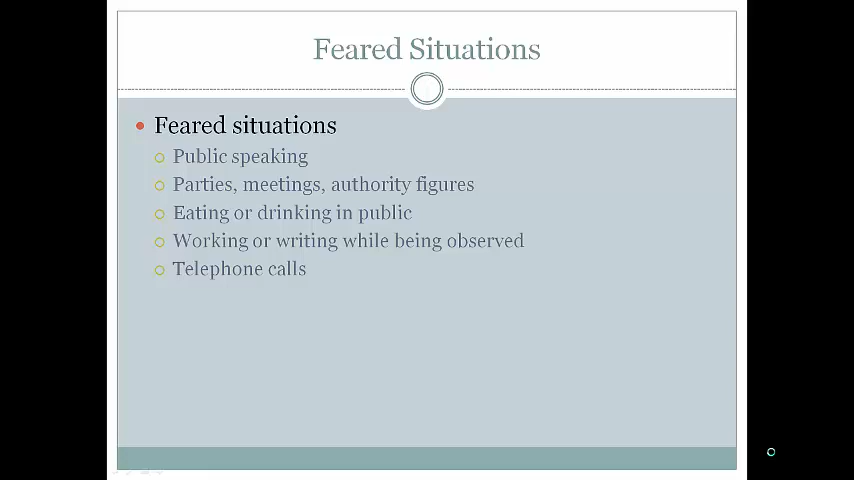 Feared Situations
Feared situations
Public speaking
Parties, meetings, authority figures
Eating or drinking in public
Working or writing while being observed
Telephone calls